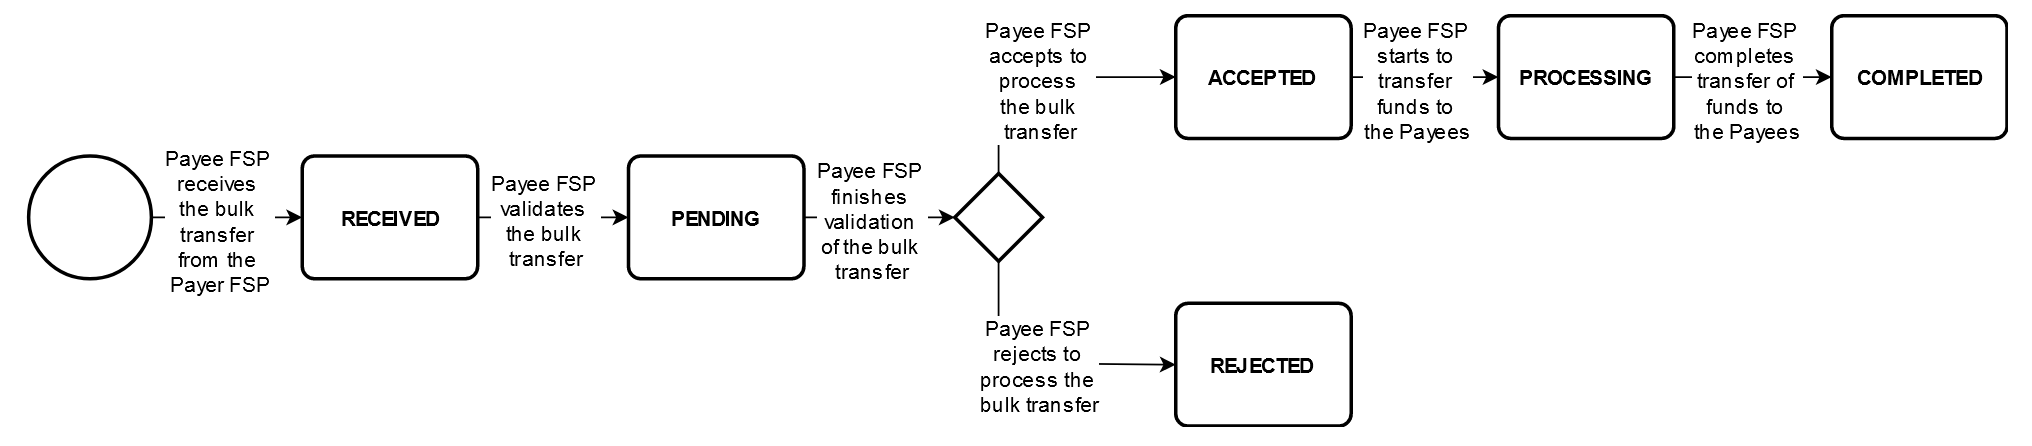 Payee FSP
receives
the bulk
transfer
from the
Payer FSP
RECEIVED
Payee FSP
validates
the bulk
transfer
PENDING
Payee FSP
finishes
validation
of the bulk
transfer
Payee FSP
accepts to
process
the bulk
transfer
ACCEPTED
Payee FSP
starts to
transfer
funds to
the Payees
PROCESSING
Payee FSP
completes
transfer of
funds to
the Payees
COMPLETED
Payee FSP
rejects to
process the
bulk transfer
REJECTED